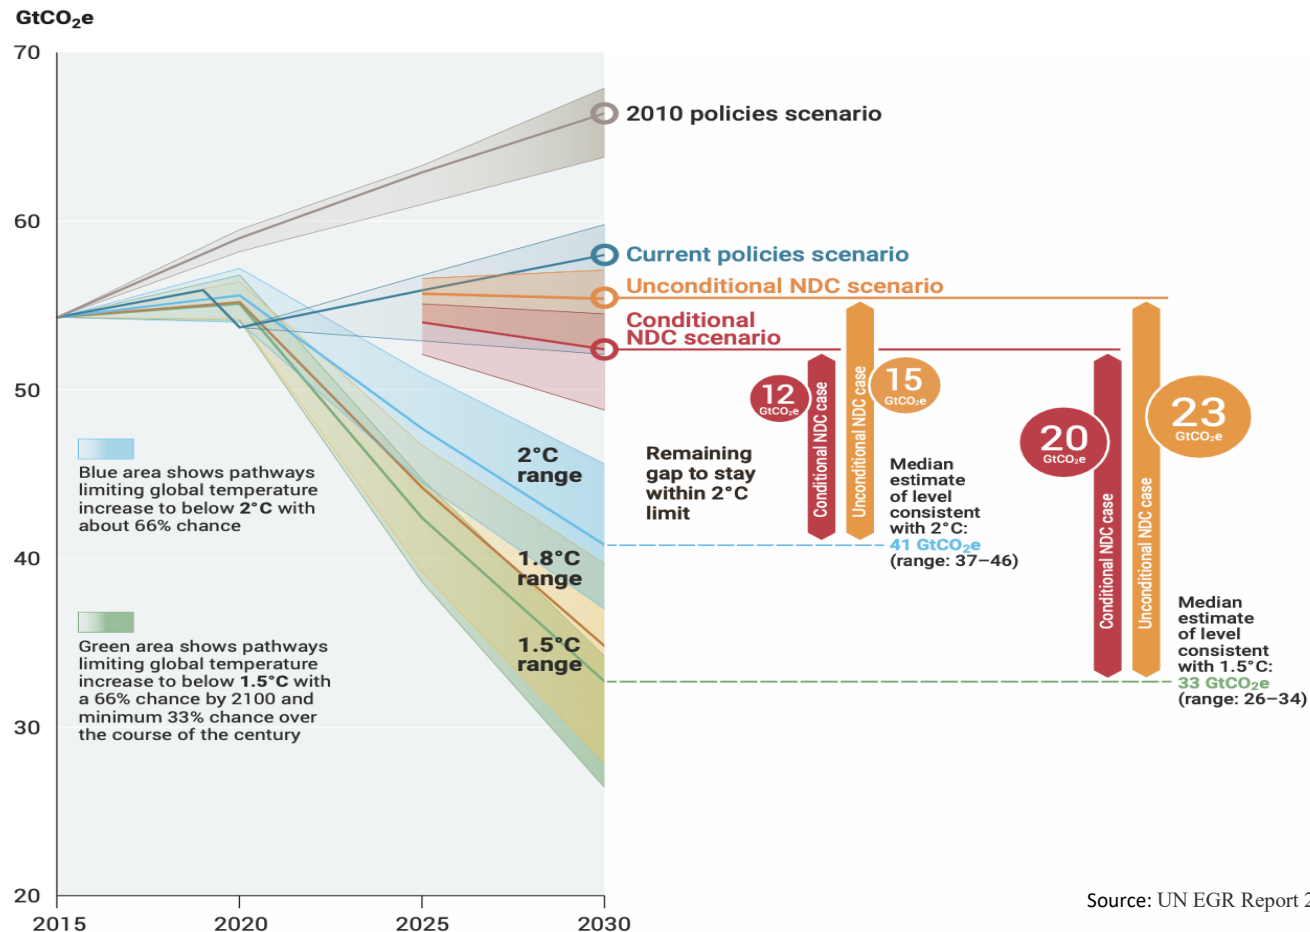 GtCO₂e
70
60
50
40
30
20
2015
2020
2025
2030
2010 policies scenario
Current policies scenario
Unconditional NDC scenario
Conditional
NDC scenario
2°C
range
1.8°C
range
1.5°C
range
Blue area shows pathways
limiting global temperature
increase to below 2°C with
about 66% chance
Green area shows pathways
limiting global temperature
increase to below 1.5°C with
a 66% chance by 2100 and
minimum 33% chance over
the course of the century
Remaining
gap to stay
within 2°C
limit
12
GtCO₂e
Conditional NDC case
Unconditional NDC case
15
GtCO₂e
Median
estimate
of level
consistent
with 2°C:
41 GtCO₂e
(range: 37–46)
20
GtCO₂e
Conditional NDC case
Unconditional NDC case
23
GtCO₂e
Median
estimate
of level
consistent
with 1.5°C:
33 GtCO₂e
(range: 26–34)
Source: UN EGR Report 2